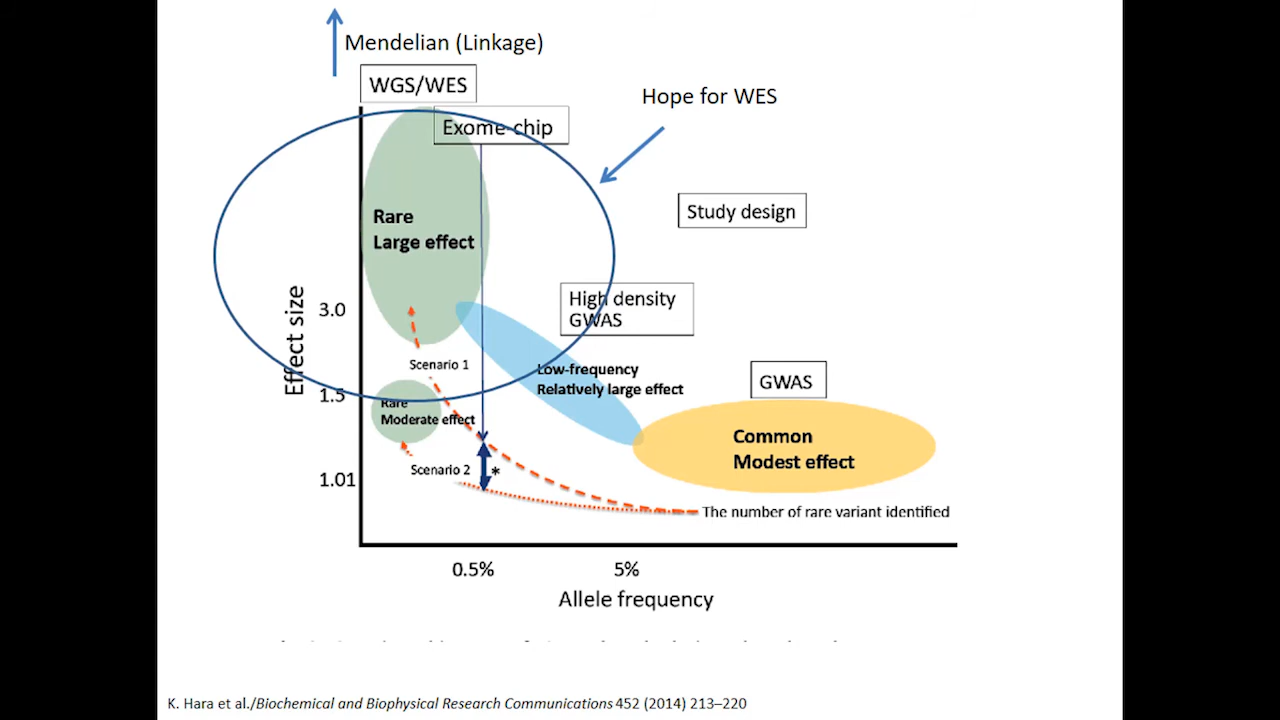 Mendelian (Linkage)
WGS/WES
Hope for WES
Exome-chip
Study design
Rare
Large effect
High density
GWAS
3.0
Effect size
Scenario 1
Low-frequency
Relatively large effect
GWAS
1.5
Rare
Moderate effect
Common
Modest effect
Scenario 2
*
1.01
The number of rare variant identified
0.5%
5%
Allele frequency
K. Hara et al./Biochemical and Biophysical Research Communications 452 (2014) 213–220